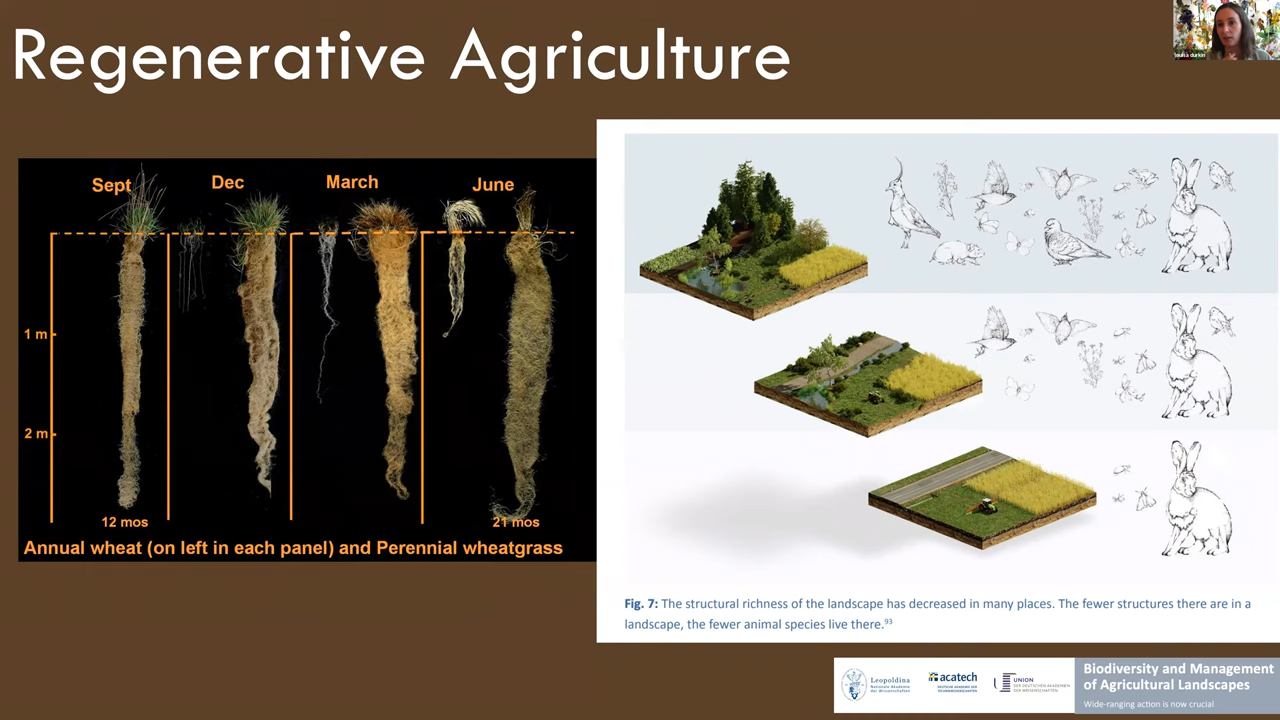 Regenerative Agriculture
louisa durkin
Sept
Dec
March
June
1 m
2 m
12 mos
21 mos
Annual wheat (on left in each panel) and Perennial wheatgrass
Fig. 7: The structural richness of the landscape has decreased in many places. The fewer structures there are in a
landscape, the fewer animal species live there.93
Leopoldina
Nationale Akademie
der Wissenschaften
acatech
DEUTSCHE AKADEMIE DER
TECHNIKWISSENSCHAFTEN
UNION
DER DEUTSCHEN AKADEMIEN
DER WISSENSCHAFTEN
Biodiversity and Management
of Agricultural Landscapes
Wide-ranging action is now crucial